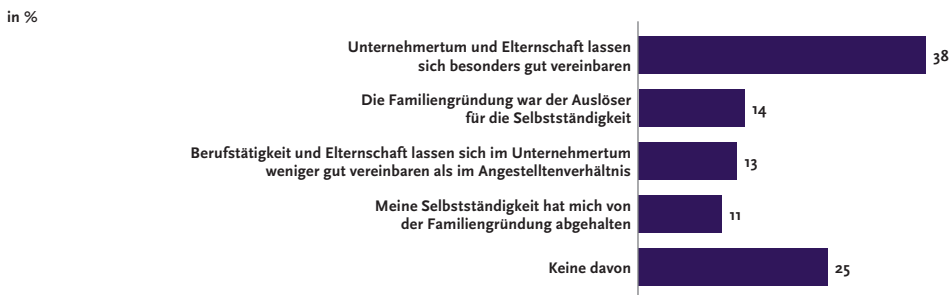 in %
Unternehmertum und Elternschaft lassen
sich besonders gut vereinbaren
38
Die Familiengründung war der Auslöser
für die Selbstständigkeit
14
Berufstätigkeit und Elternschaft lassen sich im Unternehmertum
weniger gut vereinbaren als im Angestelltenverhältnis
13
Meine Selbstständigkeit hat mich von
der Familiengründung abgehalten
11
Keine davon
25